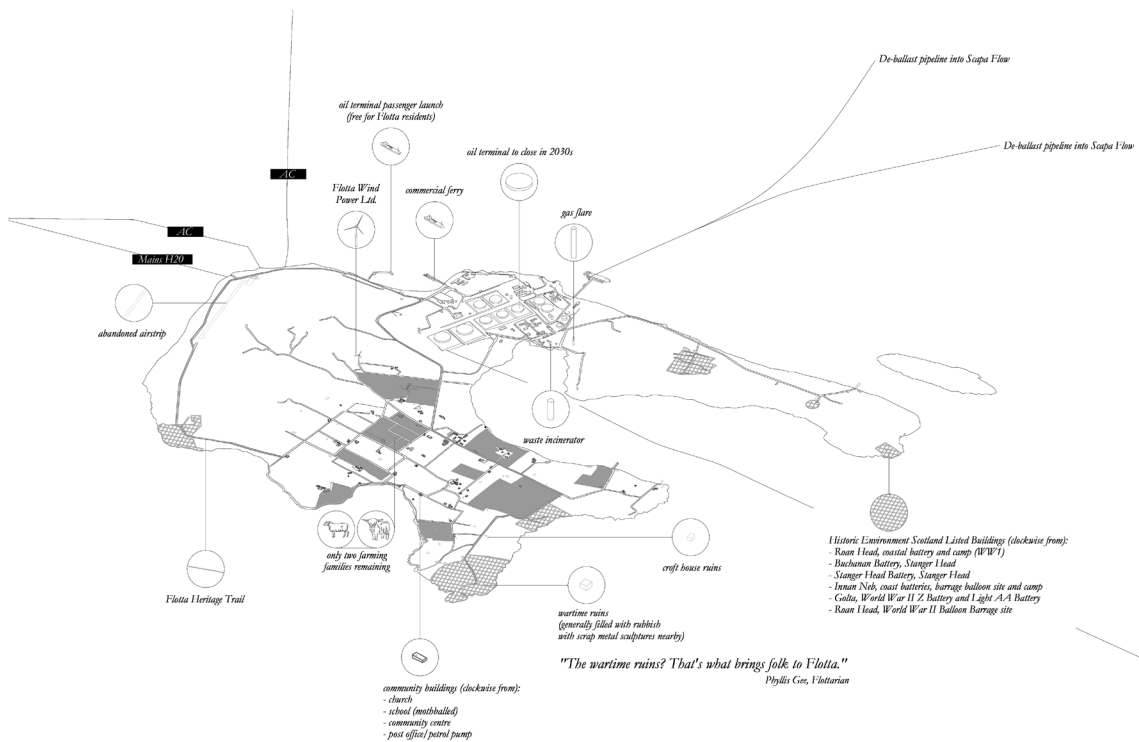 De-ballast pipeline into Scapa Flow
oil terminal passenger launch
(free for Flotta residents)
De-ballast pipeline into Scapa Flow
oil terminal to close in 2030s
AC
Flotta Wind
Power Ltd.
commercial ferry
gas flare
AC
Mains H20
abandoned airstrip
waste incinerator
only two farming
families remaining
croft house ruins
Flotta Heritage Trail
wartime ruins
(generally filled with rubbish
with scrap metal sculptures nearby)
Historic Environment Scotland Listed Buildings (clockwise from):
- Roan Head, coastal battery and camp (WW1)
- Buchanan Battery, Stanger Head
- Stanger Head Battery, Stanger Head
- Innan Neb, coast batteries, barrage balloon site and camp
- Golta, World War II Z Battery and Light AA Battery
- Roan Head, World War II Balloon Barrage site
"The wartime ruins? That's what brings folk to Flotta."
Phyllis Gee, Flottarian
community buildings (clockwise from):
- church
- school (mothballed)
- community centre
- post office/petrol pump